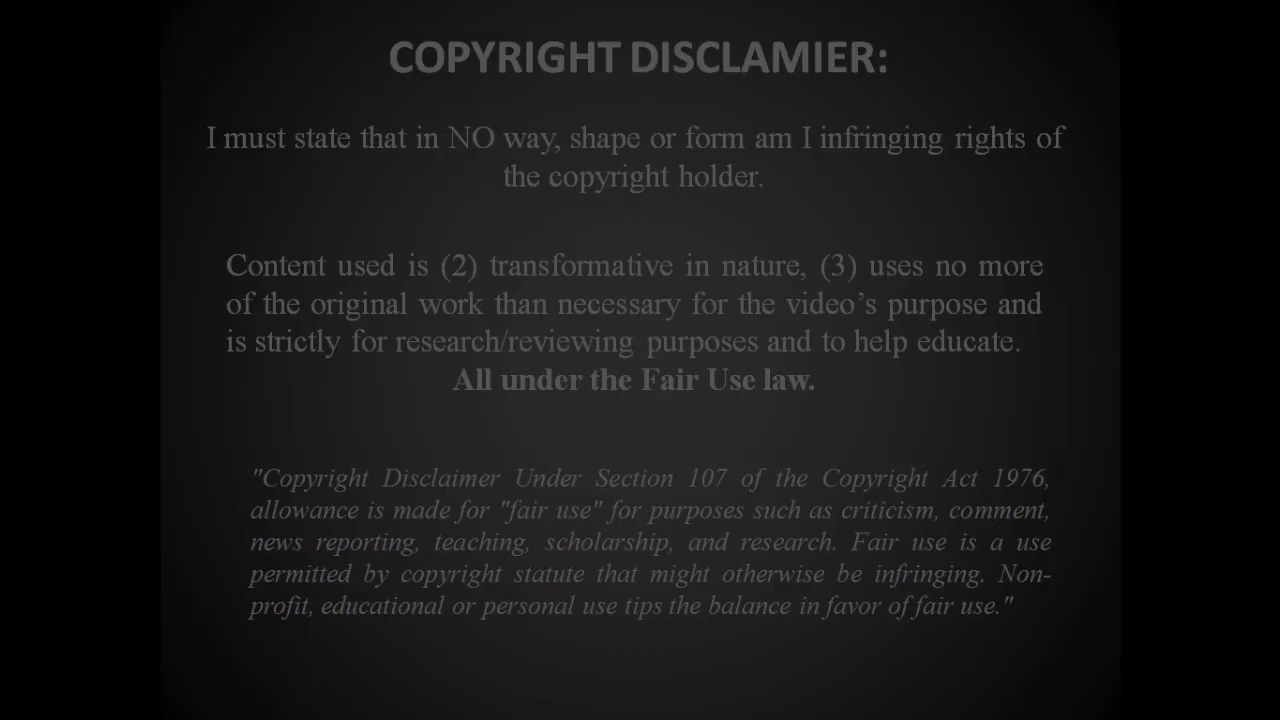 COPYRIGHT DISCLAMIER:
I must state that in NO way, shape or form am I infringing rights of
the copyright holder.
Content used is (2) transformative in nature, (3) uses no more
of the original work than necessary for the video’s purpose and
is strictly for research/reviewing purposes and to help educate.
All under the Fair Use law.
"Copyright Disclaimer Under Section 107 of the Copyright Act 1976,
allowance is made for "fair use" for purposes such as criticism, comment,
news reporting, teaching, scholarship, and research. Fair use is a use
permitted by copyright statute that might otherwise be infringing. Non-
profit, educational or personal use tips the balance in favor of fair use."